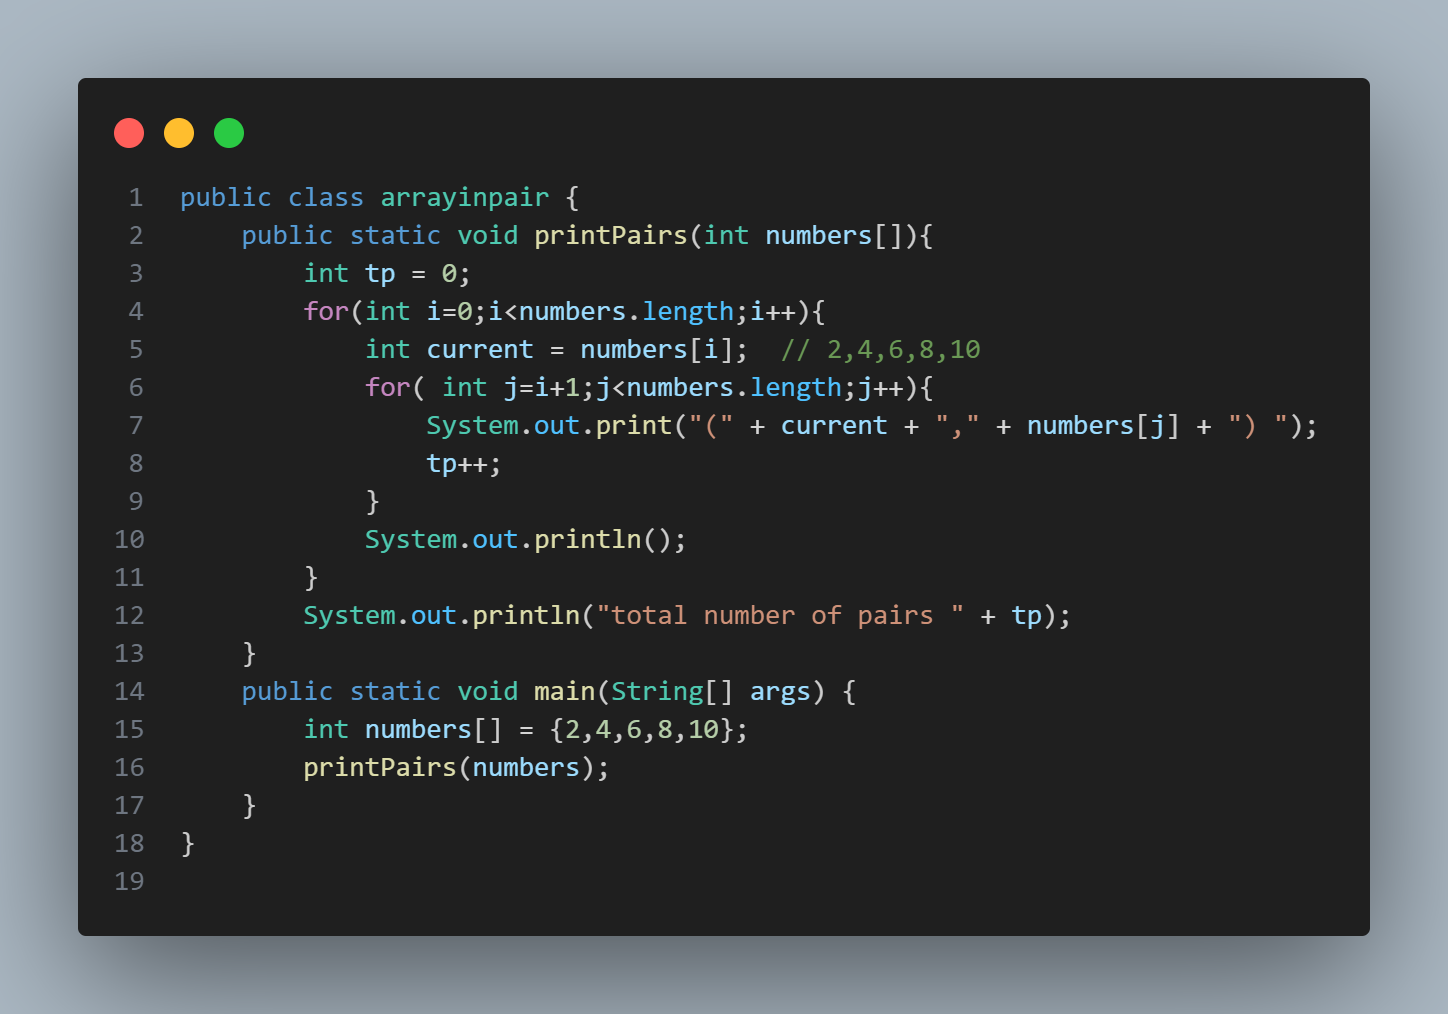 1 public class arrayinpair {
2     public static void printPairs(int numbers[]){
3         int tp = 0;
4         for(int i=0;i<numbers.length;i++){
5             int current = numbers[i];  // 2,4,6,8,10
6             for( int j=i+1;j<numbers.length;j++){
7                 System.out.print("(" + current + "," + numbers[j] + ") ");
8                 tp++;
9             }
10             System.out.println();
11         }
12         System.out.println("total number of pairs " + tp);
13     }
14     public static void main(String[] args) {
15         int numbers[] = {2,4,6,8,10};
16         printPairs(numbers);
17     }
18 }
19